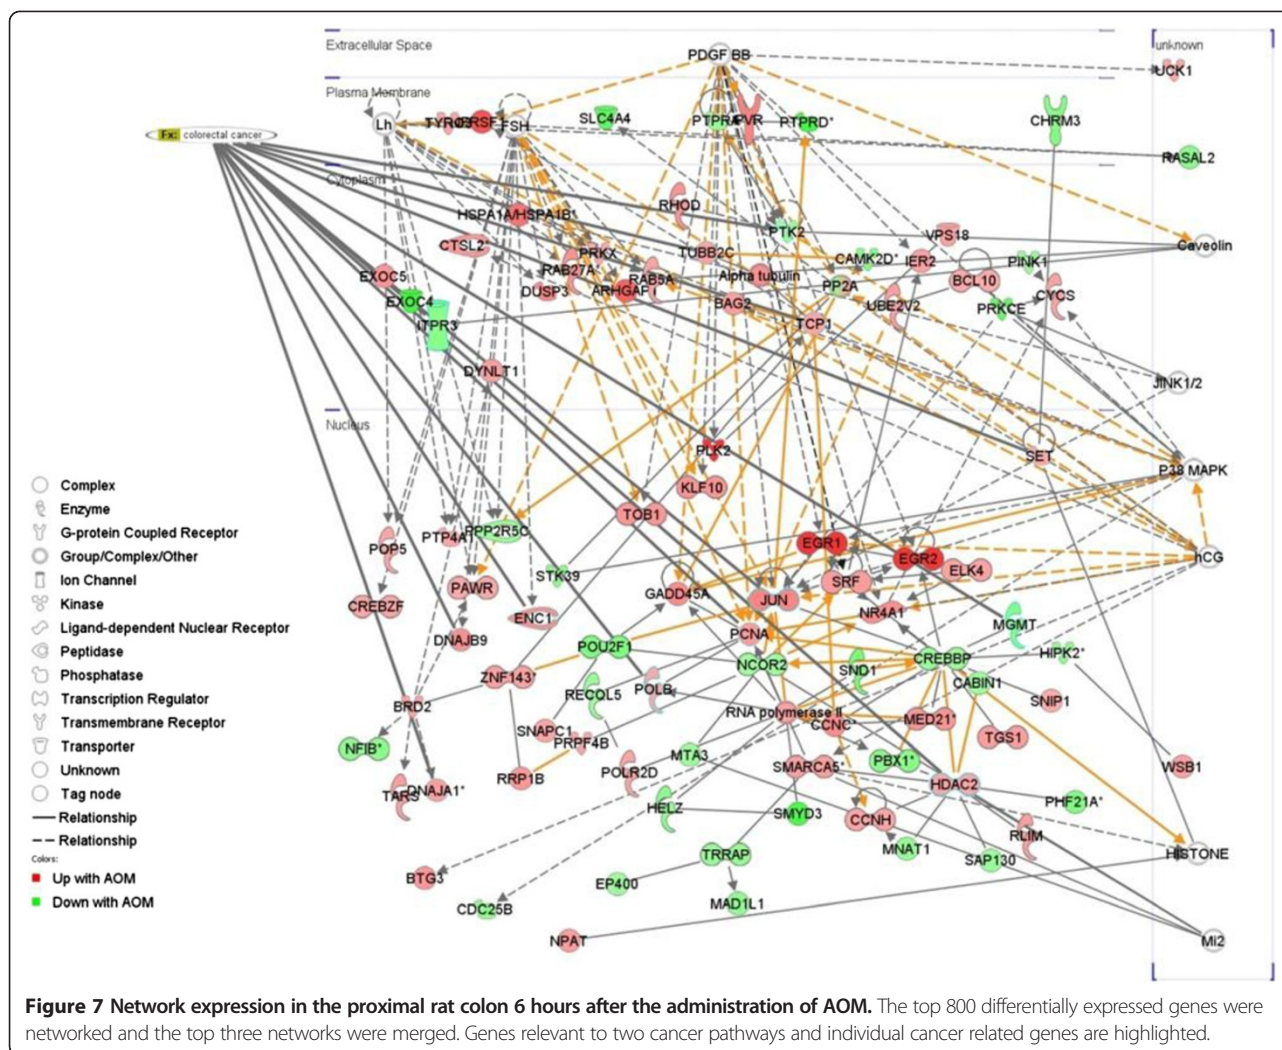 Extracellular Space
PDGF BB
unknown
UCK1
Plasma Membrane
Lh
FSH
SLC4A4
PVR
PTPRD*
CHRM3
Fx: colorectal cancer
RASAL2
Cytoplasm
HSPA1A/HSPA1B*
RHOD
PTK2
VPS18
Caveolin
CTSL2*
PRKX
TUBB2C
CAMK2D*
IER2
PINK1
EXOC5
RAB27A
RAB5A
Alpha tubulin
PP2A
BCL10
EXOC4
DUSP3
BAG2
UBE2V2
PRKCE
CYCS
ITPR3
TCP1
DYNLT1
JINK1/2
Nucleus
PLK2
SET
P38 MAPK
KLF10
TOB1
POP5
PTP4A1
PPP2R5C
EGR1
EGR2
ELK4
hCG
STK39
SRF
PAWR
GADD45A
JUN
NR4A1
CREBZF
ENC1
MGMT
DNAJB9
POU2F1
PCNA
NCOR2
SND1
CREBBP
HIPK2*
ZNF143*
RECQL5
POLB
CABIN1
BRD2
RNA polymerase II
CCNC*
MED21*
SNIP1
NFIB*
SNAPC1
PRPF4B
MTA3
PBX1*
TGS1
RRP1B
POLR2D
SMARCA5*
HDAC2
WSB1
TARS
DNAJA1*
HELZ
SMYD3
CCNH
PHF21A*
RLIM
BTG3
TRRAP
MNAT1
SAP130
HISTONE
EP400
CDC25B
MAD1L1
NPAT
Mi2
Complex
Enzyme
G-protein Coupled Receptor
Group/Complex/Other
Ion Channel
Kinase
Ligand-dependent Nuclear Receptor
Peptidase
Phosphatase
Transcription Regulator
Transmembrane Receptor
Transporter
Unknown
Tag node
Relationship
Relationship
Colors:
Up with AOM
Down with AOM
Figure 7 Network expression in the proximal rat colon 6 hours after the administration of AOM. The top 800 differentially expressed genes were
networked and the top three networks were merged. Genes relevant to two cancer pathways and individual cancer related genes are highlighted.